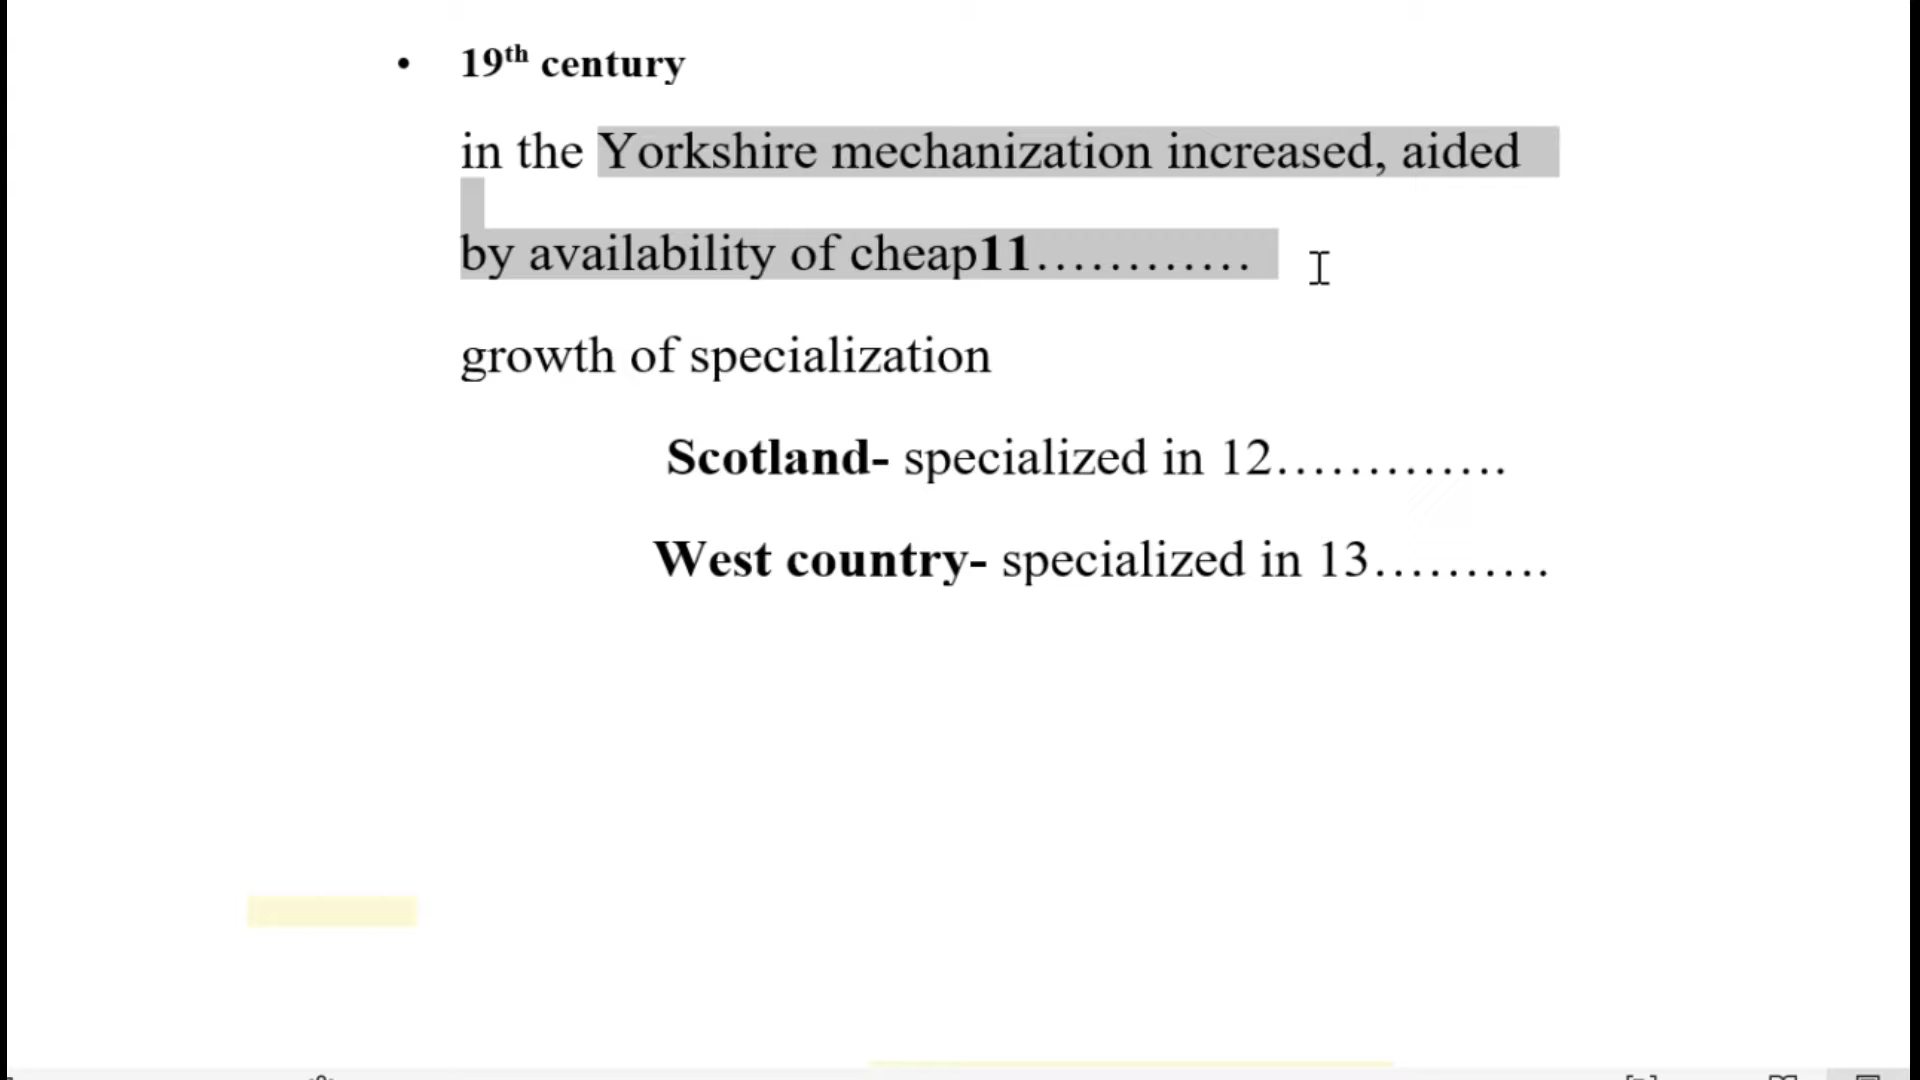 • 19th century
in the Yorkshire mechanization increased, aided
by availability of cheap11............
growth of specialization
Scotland- specialized in 12.............
West country- specialized in 13..........